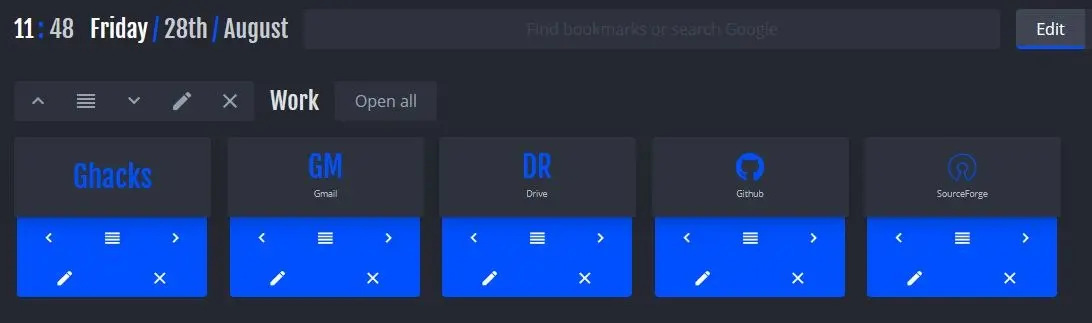 11 : 48 Friday / 28th / August
Find bookmarks or search Google
Edit
Work
Open all
Ghacks
GM
Gmail
DR
Drive
Github
SourceForge